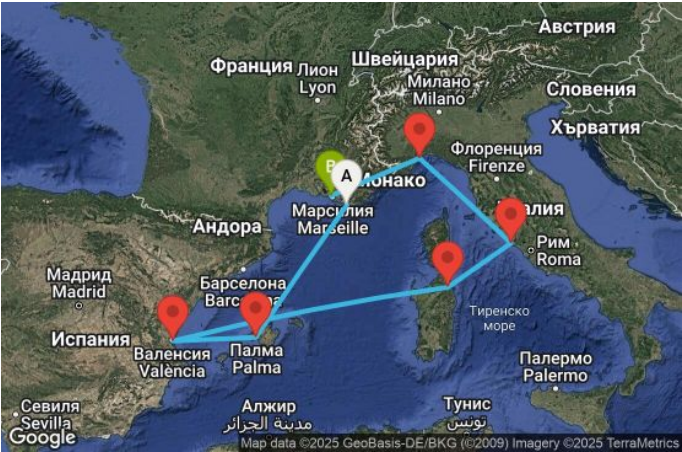 Австрия
Швейцария
Франция
Лион
Lyon
Милано
Milano
Словения
Хърватия
Флоренция
Firenze
B
A
Монако
Марсилия
Marseille
Италия
Рим
Roma
Андора
Мадрид
Madrid
Барселона
Barcelona
Тиренско
море
Испания
Валенсия
València
Палма
Palma
Палермо
Palermo
Севиля
Sevilla
Алжир
مدينة الجزائر
Тунис
تونس
Google
Map data ©2025 GeoBasis-DE/BKG (©2009) Imagery ©2025 TerraMetrics